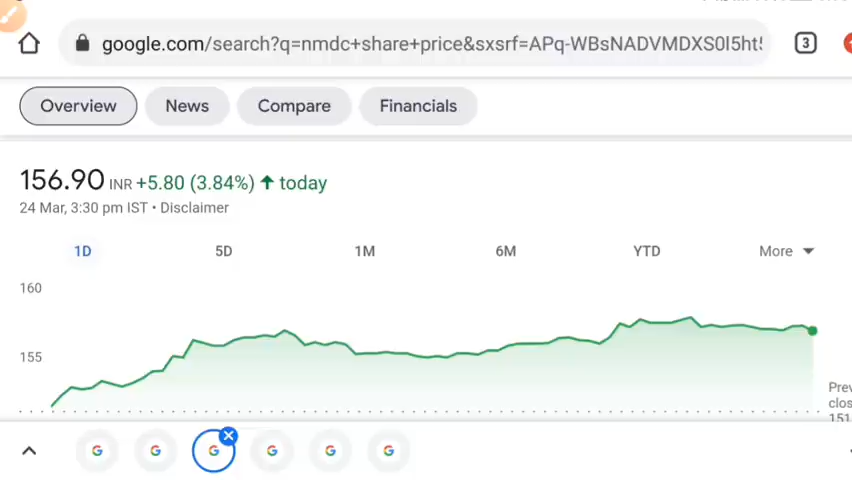 google.com/search?q=nmdc+share+price&sxsrf=APq-WBsNADVMDXS0I5ht5
3
Overview
News
Compare
Financials
156.90 INR +5.80 (3.84%) ↑ today
24 Mar, 3:30 pm IST • Disclaimer
1D
5D
1M
6M
YTD
More
160
155
Prev
clos
151